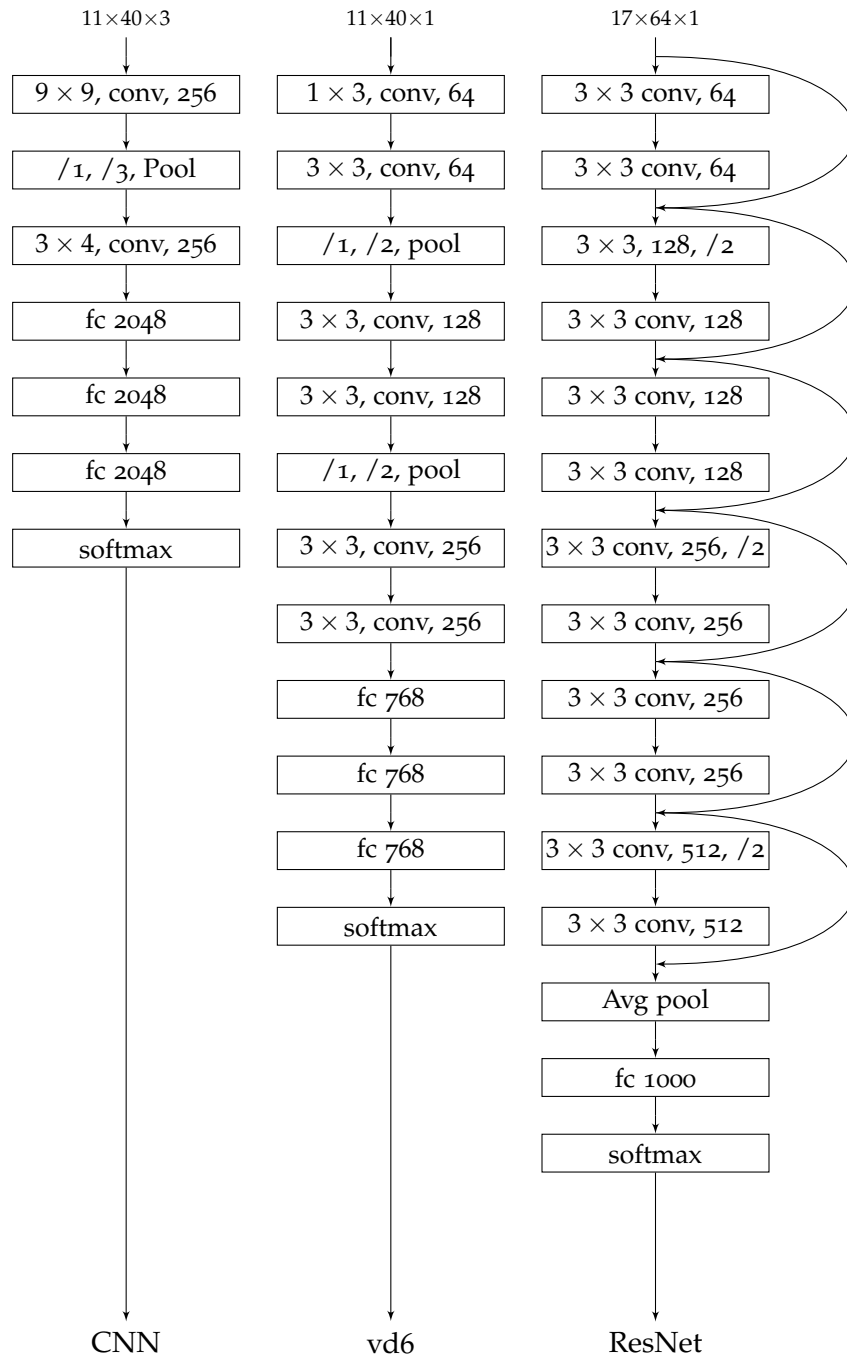 11×40×3
9 × 9, conv, 256
/1, /3, Pool
3 × 4, conv, 256
fc 2048
fc 2048
fc 2048
softmax
CNN
11×40×1
1 × 3, conv, 64
3 × 3, conv, 64
/1, /2, pool
3 × 3, conv, 128
3 × 3, conv, 128
/1, /2, pool
3 × 3, conv, 256
3 × 3, conv, 256
fc 768
fc 768
fc 768
softmax
vd6
17×64×1
3 × 3 conv, 64
3 × 3 conv, 64
3 × 3, 128, /2
3 × 3 conv, 128
3 × 3 conv, 128
3 × 3 conv, 128
3 × 3 conv, 256, /2
3 × 3 conv, 256
3 × 3 conv, 256
3 × 3 conv, 256
3 × 3 conv, 512, /2
3 × 3 conv, 512
Avg pool
fc 1000
softmax
ResNet